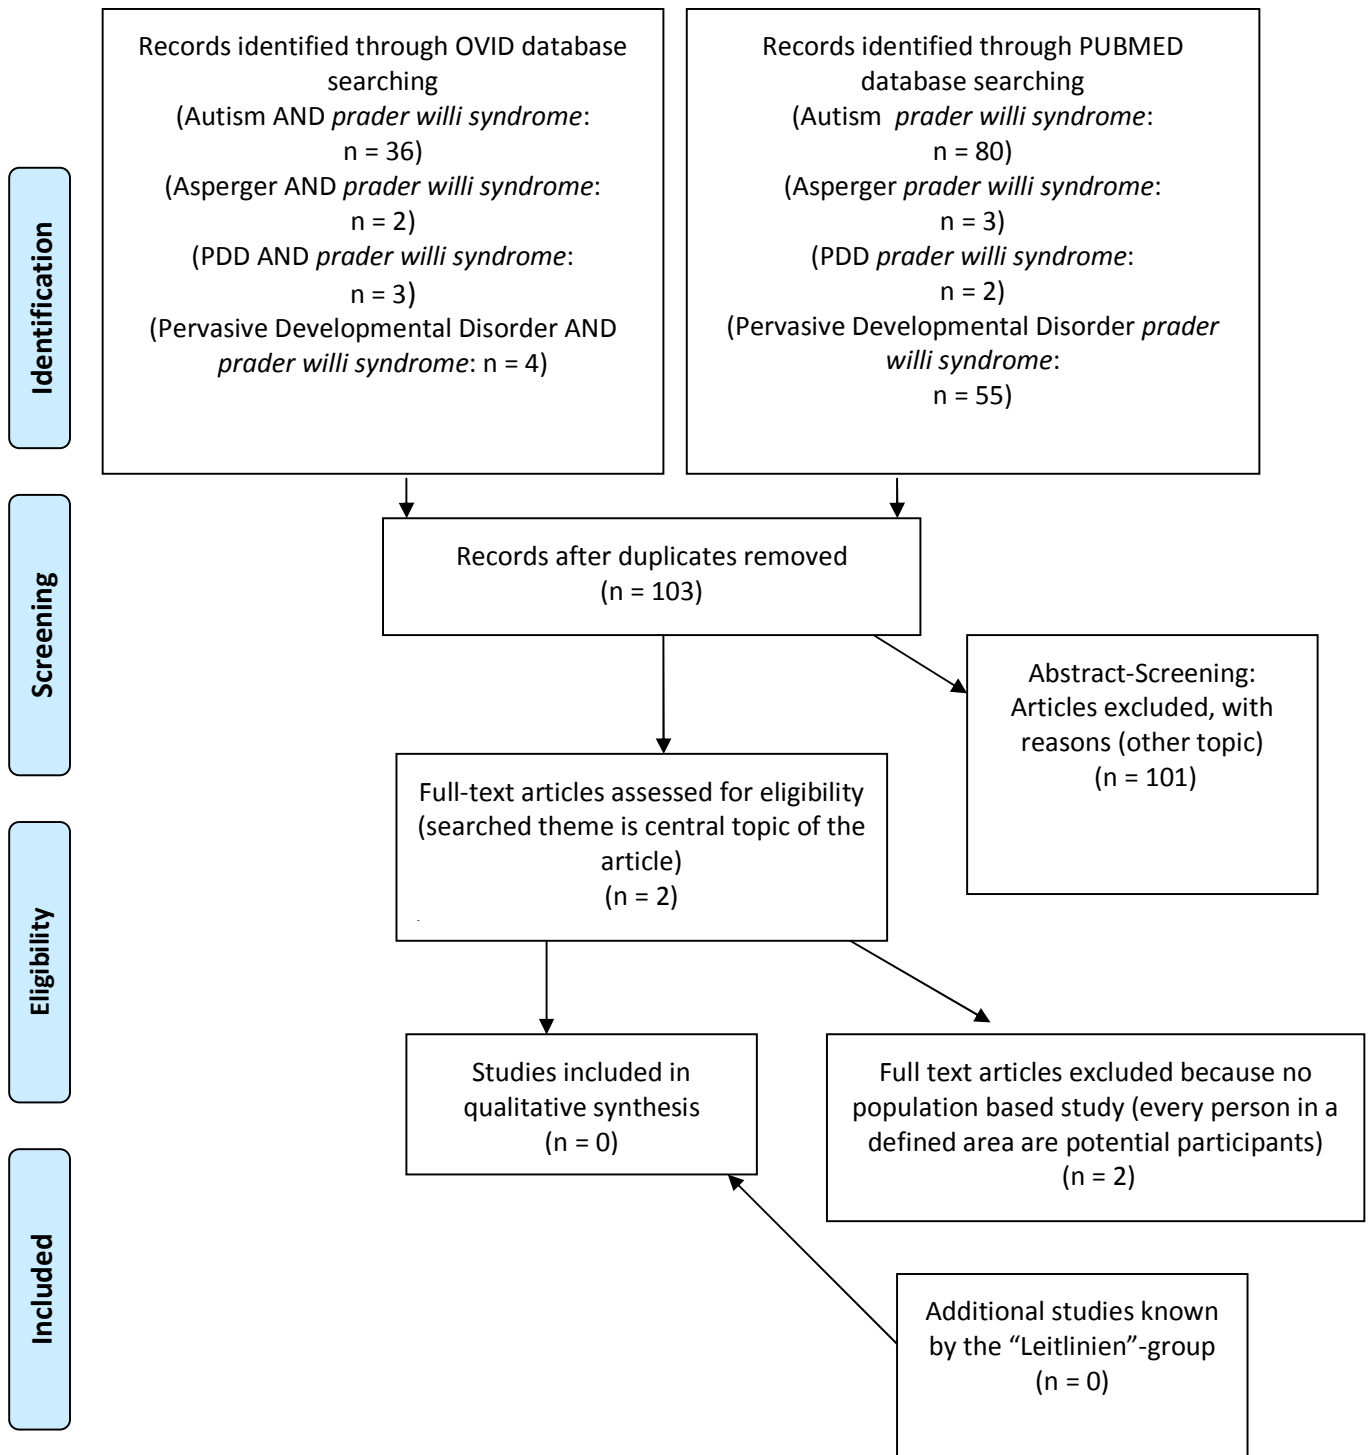 Records identified through OVID database
searching
(Autism AND prader willi syndrome:
n = 36)
(Asperger AND prader willi syndrome:
n = 2)
(PDD AND prader willi syndrome:
n = 3)
(Pervasive Developmental Disorder AND
prader willi syndrome: n = 4)
Records identified through PUBMED
database searching
(Autism prader willi syndrome:
n = 80)
(Asperger prader willi syndrome:
n = 3)
(PDD prader willi syndrome:
n = 2)
(Pervasive Developmental Disorder prader
willi syndrome:
n = 55)
Identification
Records after duplicates removed
(n = 103)
Screening
Abstract-Screening:
Articles excluded, with
reasons (other topic)
(n = 101)
Full-text articles assessed for eligibility
(searched theme is central topic of the
article)
(n = 2)
Eligibility
Studies included in
qualitative synthesis
(n = 0)
Full text articles excluded because no
population based study (every person in a
defined area are potential participants)
(n = 2)
Included
Additional studies known
by the “Leitlinien”-group
(n = 0)